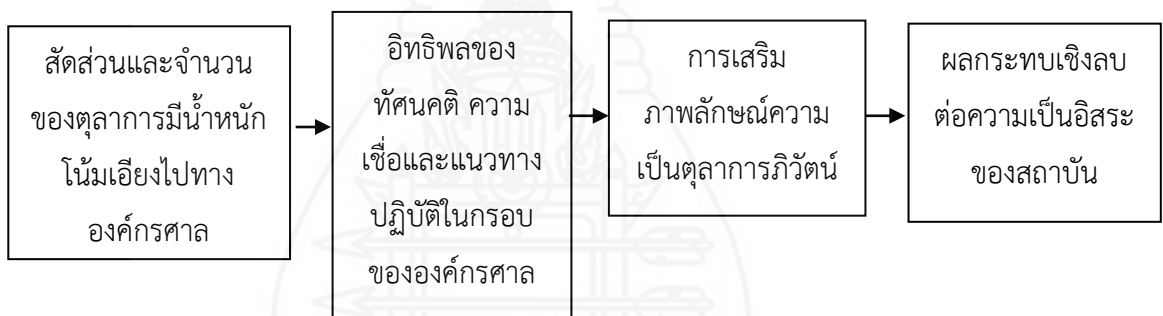 สัดส่วนและจำนวน
ของตุลาการมีน้ำหนัก
โน้มเอียงไปทาง
องค์กรศาล
อิทธิพลของ
ทัศนคติ ความ
เชื่อและแนวทาง
ปฏิบัติในกรอบ
ขององค์กรศาล
การเสริม
ภาพลักษณ์ความ
เป็นตุลาการภิวัตน์
ผลกระทบเชิงลบ
ต่อความเป็นอิสระ
ของสถาบัน